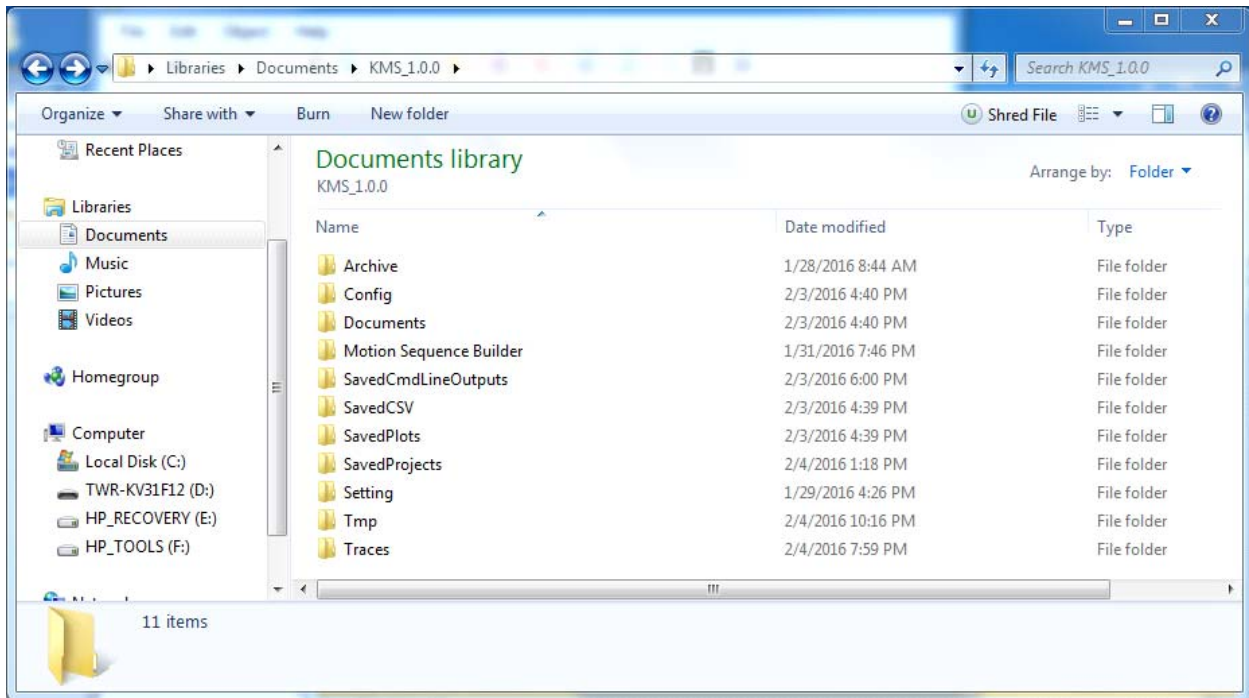 Libraries Documents KMS_1.0.0
Search KMS_1.0.0
Organize Share with Burn New folder Shred File
Recent Places
Libraries
Documents
Music
Pictures
Videos
Homegroup
Computer
Local Disk (C:)
TWR-KV31F12 (D:)
HP_RECOVERY (E:)
HP_TOOLS (F:)
Documents library
KMS_1.0.0
Arrange by: Folder
Name Date modified Type
Archive 1/28/2016 8:44 AM File folder
Config 2/3/2016 4:40 PM File folder
Documents 2/3/2016 4:40 PM File folder
Motion Sequence Builder 1/31/2016 7:46 PM File folder
SavedCmdLineOutputs 2/3/2016 6:00 PM File folder
SavedCSV 2/3/2016 4:39 PM File folder
SavedPlots 2/3/2016 4:39 PM File folder
SavedProjects 2/4/2016 1:18 PM File folder
Setting 1/29/2016 4:26 PM File folder
Tmp 2/4/2016 10:16 PM File folder
Traces 2/4/2016 7:59 PM File folder
11 items